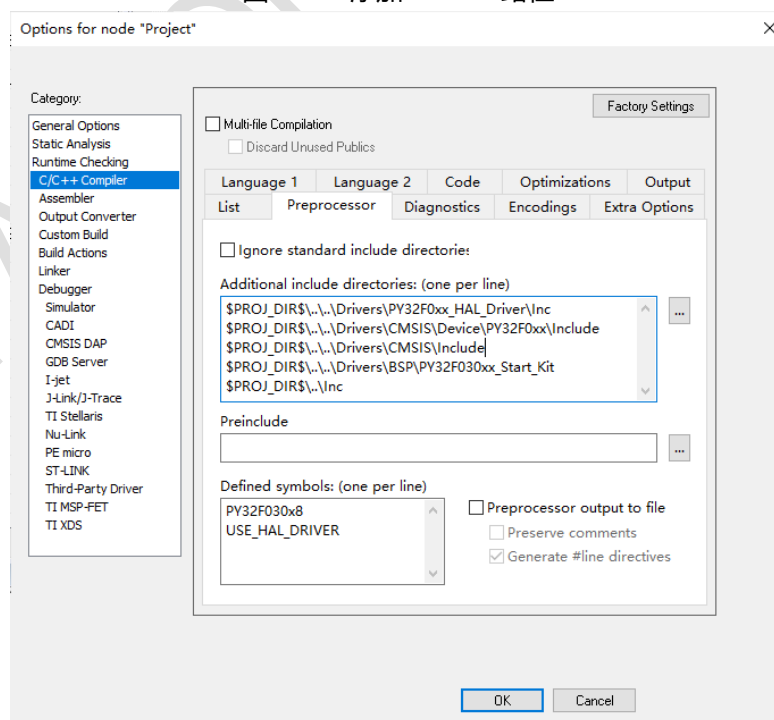 Options for node "Project"
Category:
General Options
Static Analysis
Runtime Checking
C/C++ Compiler
Assembler
Output Converter
Custom Build
Build Actions
Linker
Debugger
Simulator
CADI
CMSIS DAP
GDB Server
I-jet
J-Link/J-Trace
TI Stellaris
Nu-Link
PE micro
ST-LINK
Third-Party Driver
TI MSP-FET
TI XDS
Factory Settings
Multi-file Compilation
Discard Unused Publics
Language 1 Language 2 Code Optimizations Output
List Preprocessor Diagnostics Encodings Extra Options
Ignore standard include directories
Additional include directories: (one per line)
$PROJ_DIR$\..\..\Drivers\PY32F0xx_HAL_Driver\Inc
$PROJ_DIR$\..\..\Drivers\CMSIS\Device\PY32F0xx\Include
$PROJ_DIR$\..\..\Drivers\CMSIS\Include
$PROJ_DIR$\..\..\Drivers\BSP\PY32F030xx_Start_Kit
$PROJ_DIR$\..\Inc
...
Preinclude
...
Defined symbols: (one per line)
PY32F030x8
USE_HAL_DRIVER
Preprocessor output to file
Preserve comments
Generate #line directives
OK Cancel